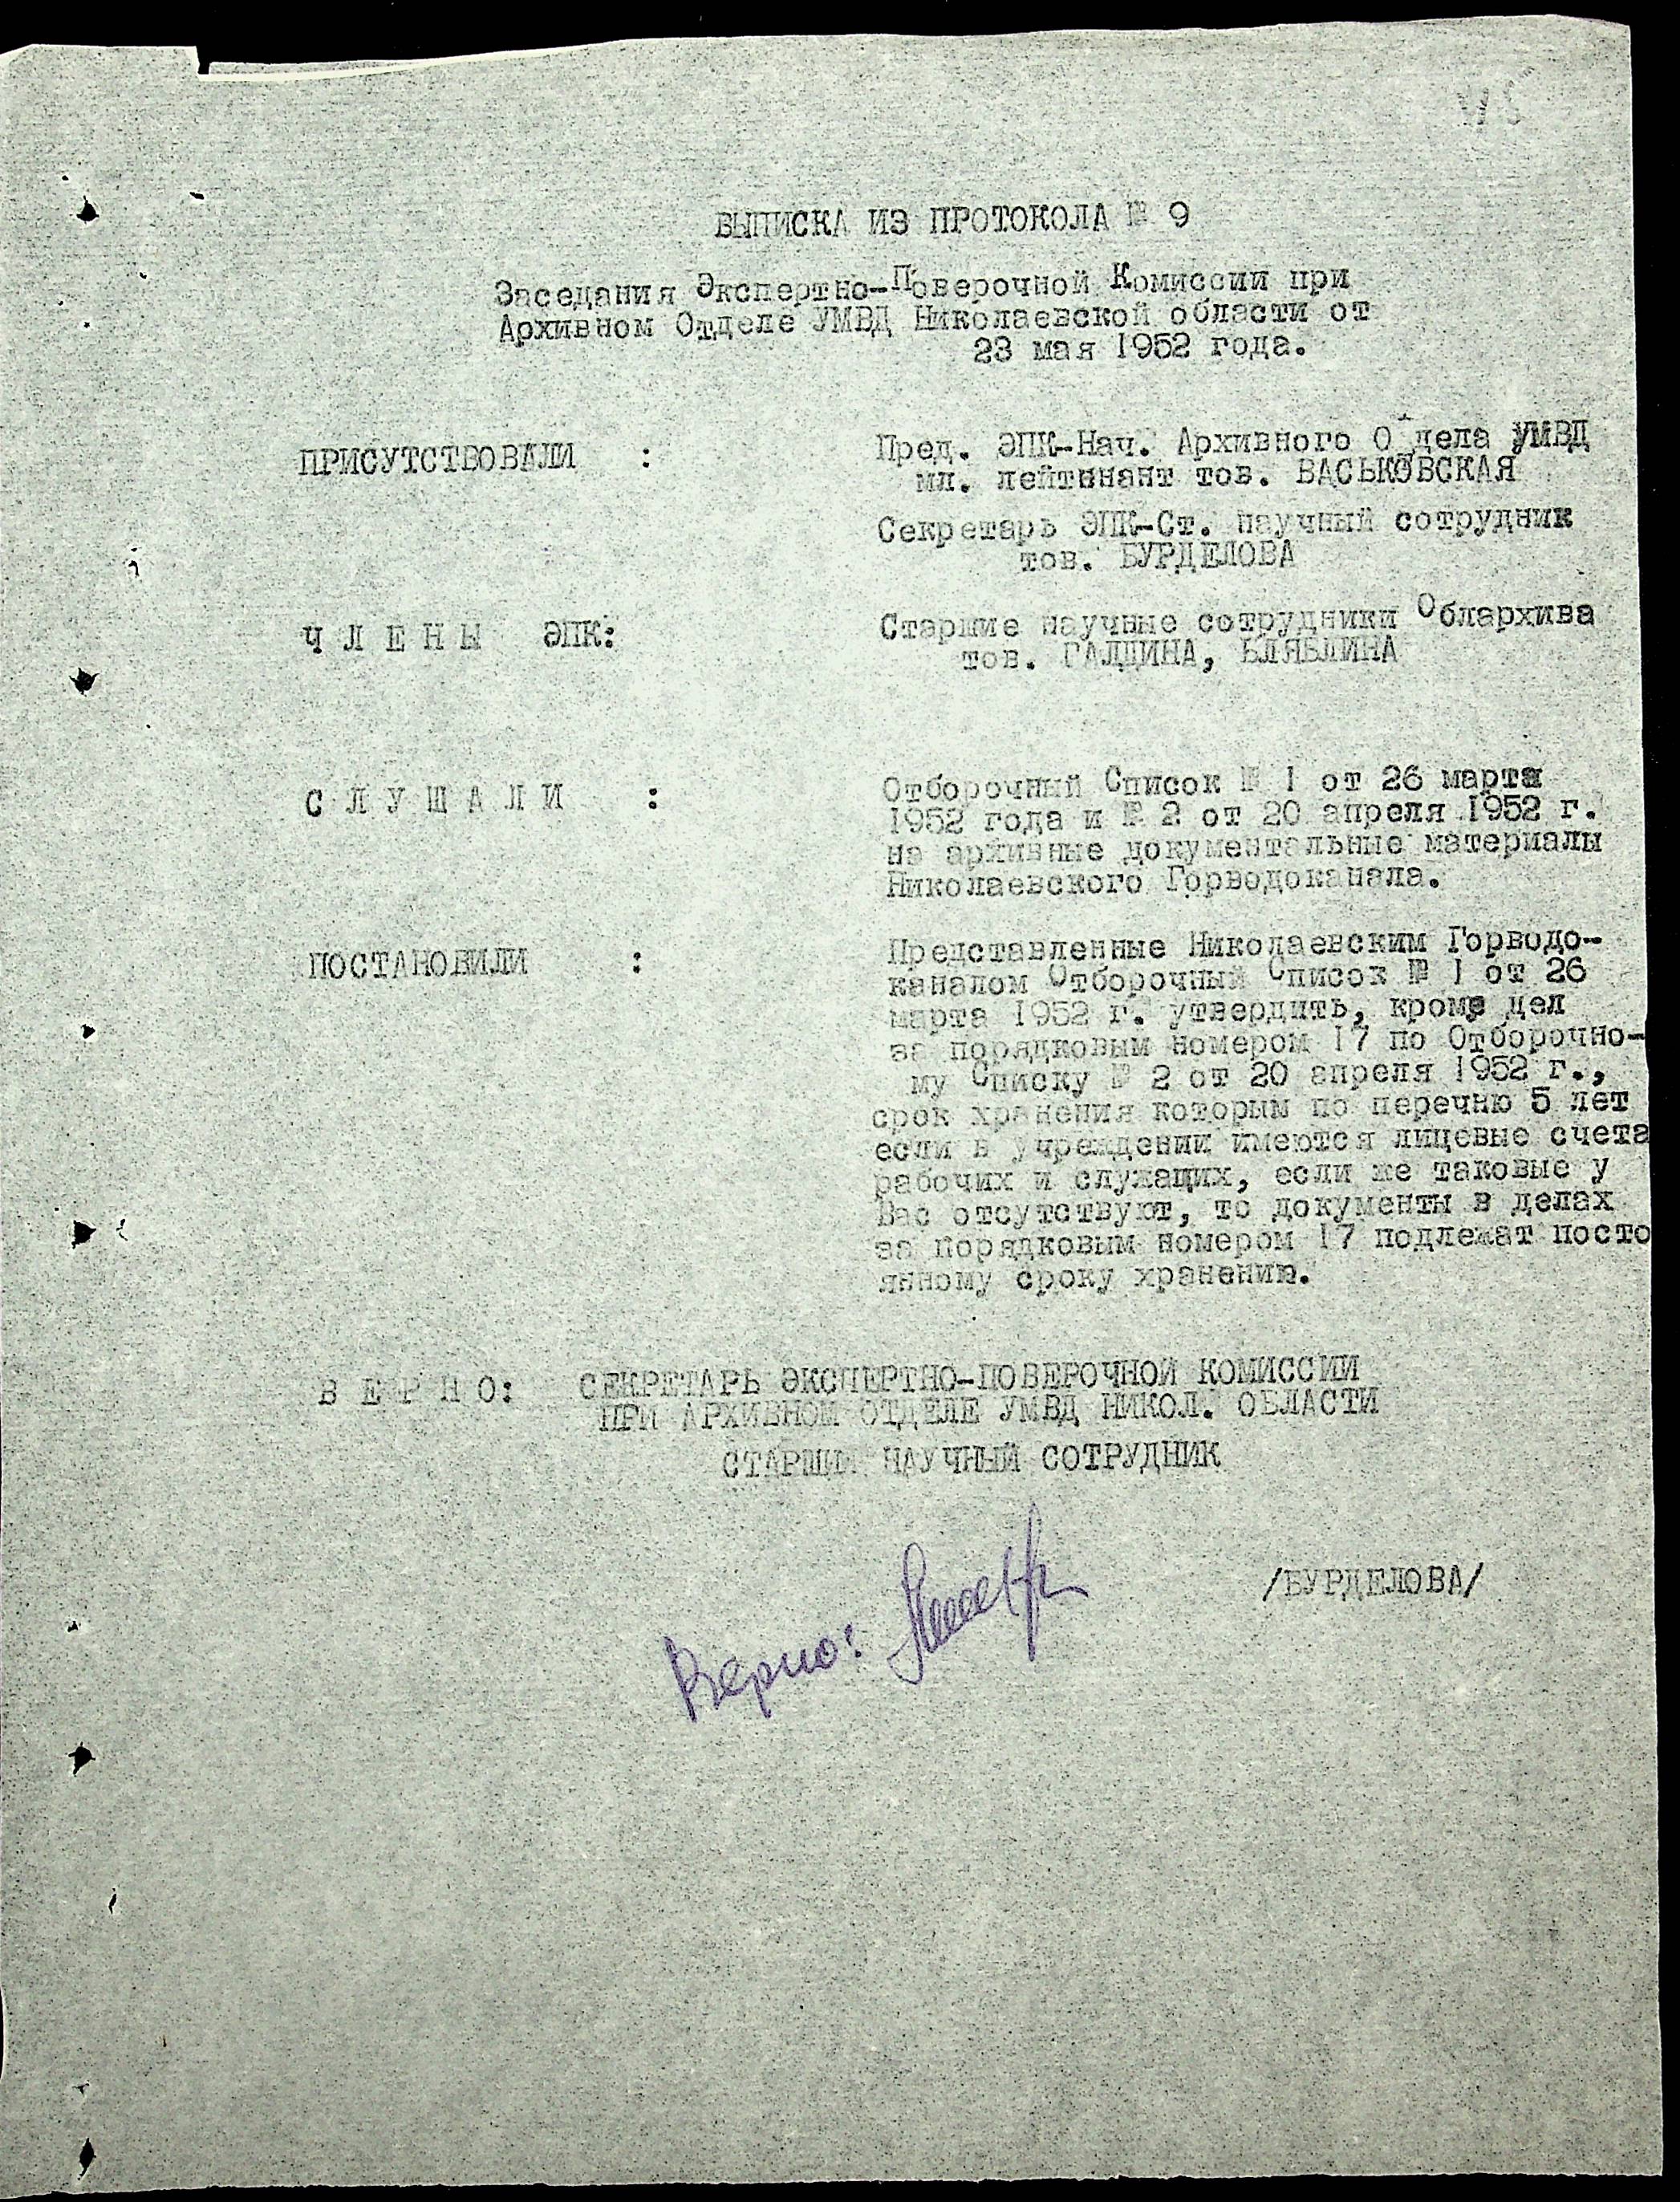 ВЫПИСКА ИЗ ПРОТОКОЛА № 9
Заседания Экспертно-Поверочной Комиссии при
Архивном Отделе УМВД Николаевской области от
23 мая 1952 года.
ПРИСУТСТВОВАЛИ : Пред. ЭПК-Нач. Архивного Отдела УМВД
мл. лейтенант тов. ВАСЬКОВСКАЯ
Секретарь ЭПК-Ст. научный сотрудник
тов. БУРДЕЛОВА
Ч Л Е Н Ы ЭПК: Старшие научные сотрудники Облархива
тов. ГАЛДИНА, БЛЯБЛИНА
С Л У Ш А Л И : Отборочный Список № 1 от 26 марта
1952 года и № 2 от 20 апреля 1952 г.
на архивные документальные материалы
Николаевского Горводоканала.
ПОСТАНОВИЛИ : Представленные Николаевским Горводо-
каналом Отборочный Список № 1 от 26
марта 1952 г. утвердить, кроме дел
за порядковым номером 17 по Отборочно-
му Списку № 2 от 20 апреля 1952 г.,
срок хранения которым по перечню 5 лет
если в учреждении имеются лицевые счета
рабочих и служащих, если же таковые у
Вас отсутствуют, то документы в делах
за порядковым номером 17 подлежат посто
янному сроку хранения.
В Е Р Н О: СЕКРЕТАРЬ ЭКСПЕРТНО-ПОВЕРОЧНОЙ КОМИССИИ
ПРИ АРХИВНОМ ОТДЕЛЕ УМВД НИКОЛ. ОБЛАСТИ
СТАРШИЙ НАУЧНЫЙ СОТРУДНИК
/БУРДЕЛОВА/
Верно: